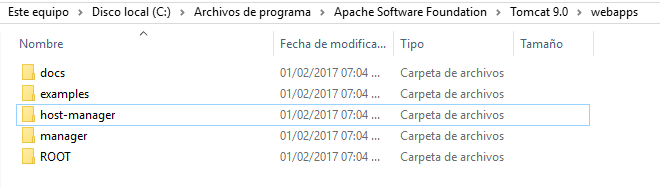 Este equipo > Disco local (C:) > Archivos de programa > Apache Software Foundation > Tomcat 9.0 > webapps
Nombre Fecha de modifica... Tipo Tamaño
docs 01/02/2017 07:04 ... Carpeta de archivos
examples 01/02/2017 07:04 ... Carpeta de archivos
host-manager 01/02/2017 07:04 ... Carpeta de archivos
manager 01/02/2017 07:04 ... Carpeta de archivos
ROOT 01/02/2017 07:04 ... Carpeta de archivos